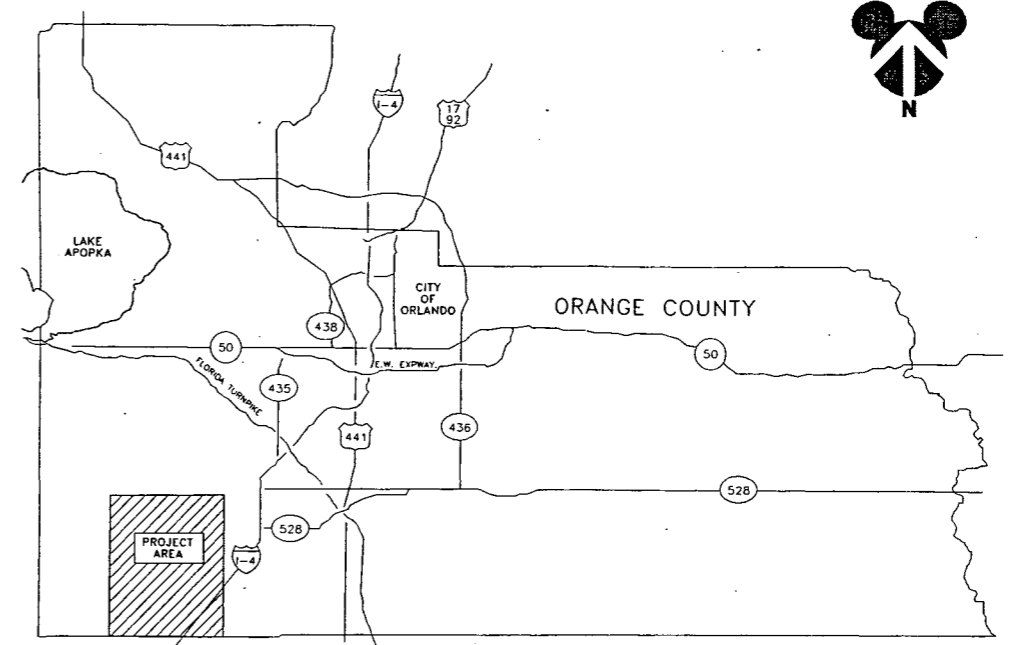 I-4
17
92
N
441
LAKE
APOPKA
CITY
OF
ORLANDO
ORANGE COUNTY
438
50
50
E.W. EXPWAY.
FLORIDA TURNPIKE
435
436
441
528
528
PROJECT
AREA
I-4